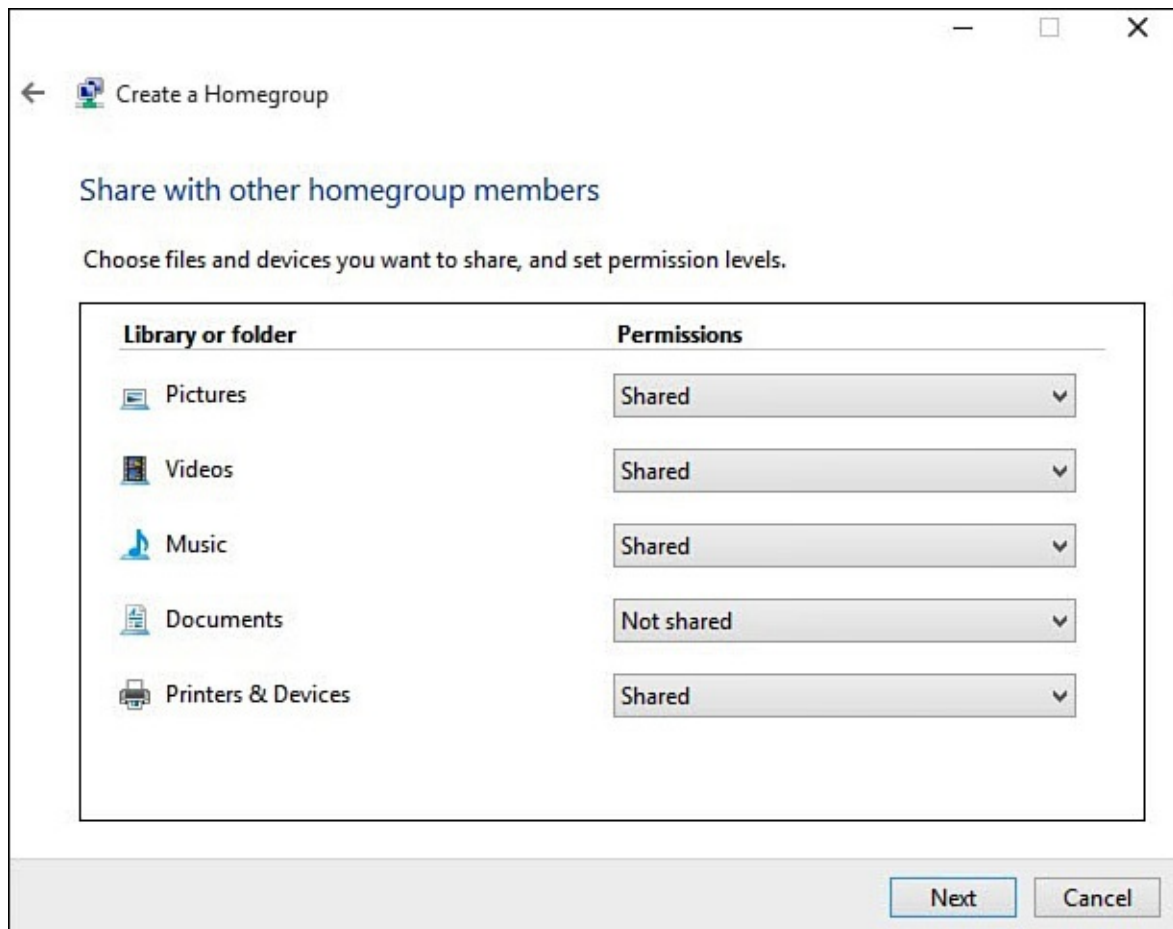 Create a Homegroup
Share with other homegroup members
Choose files and devices you want to share, and set permission levels.
Library or folder Permissions
Pictures Shared
Videos Shared
Music Shared
Documents Not shared
Printers & Devices Shared
Next Cancel